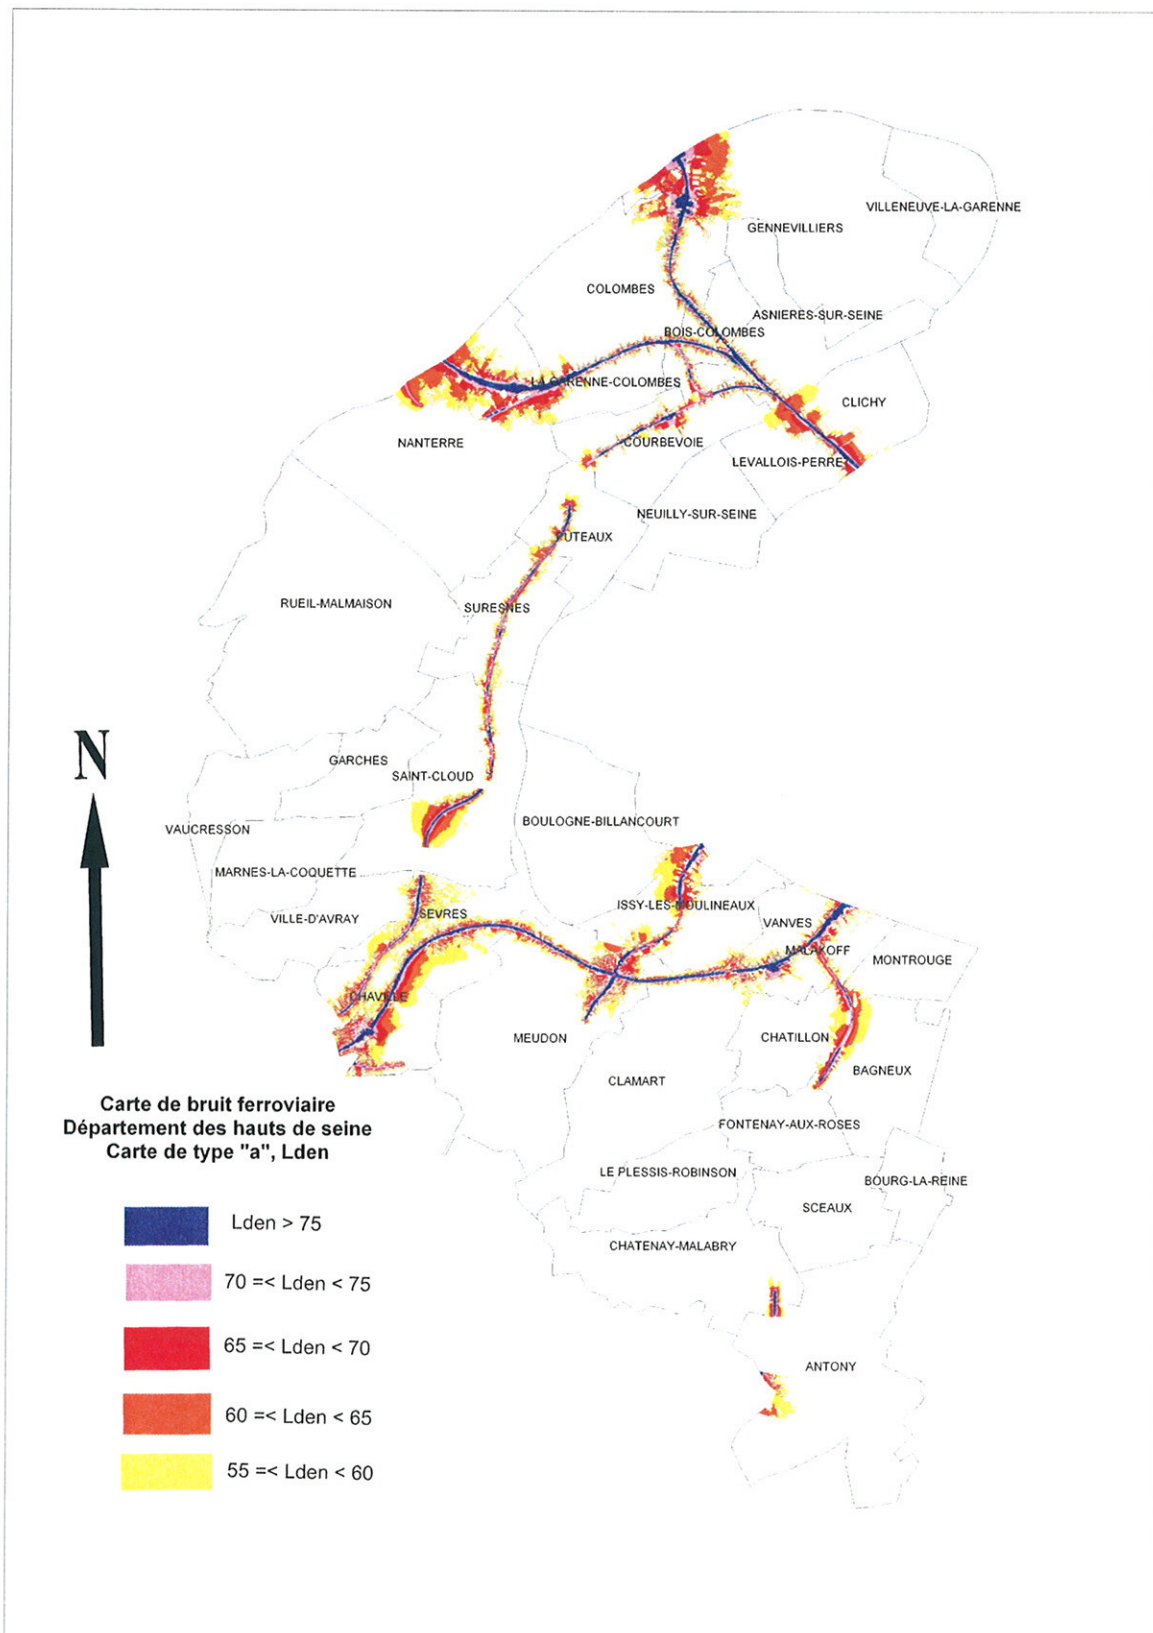 VILLENEUVE-LA-GARENNE
GENNEVILLIERS
COLOMBES
ASNIERES-SUR-SEINE
BOIS-COLOMBES
LA GARENNE-COLOMBES
CLICHY
NANTERRE
COURBEVOIE
LEVALLOIS-PERRE
NEUILLY-SUR-SEINE
PUTEAUX
RUEIL-MALMAISON
SURESNES
N
GARCHES
SAINT-CLOUD
BOULOGNE-BILLANCOURT
VAUCRESSON
MARNES-LA-COQUETTE
ISSY-LES-MOULINEAUX
VILLE-D'AVRAY
SEVRES
VANVES
MALAKOFF
MONTROUGE
CHAVILLE
MEUDON
CHATILLON
BAGNEUX
CLAMART
Carte de bruit ferroviaire
Département des hauts de seine
Carte de type "a", Lden
FONTENAY-AUX-ROSES
LE PLESSIS-ROBINSON
BOURG-LA-REINE
SCEAUX
CHATENAY-MALABRY
ANTONY
Lden > 75
70 =< Lden < 75
65 =< Lden < 70
60 =< Lden < 65
55 =< Lden < 60